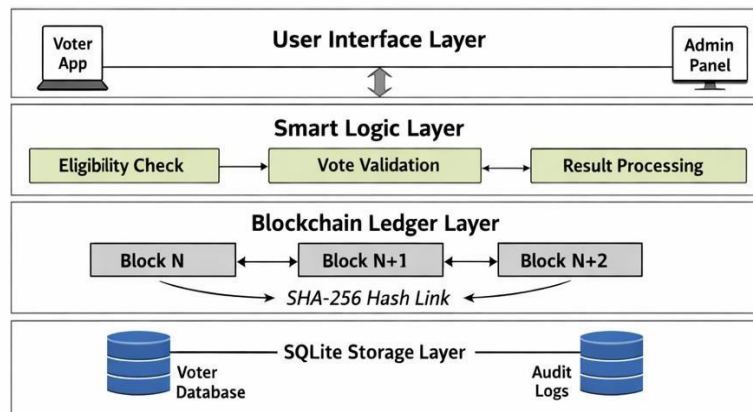 User Interface Layer
Voter
App
Admin
Panel
Smart Logic Layer
Eligibility Check
Vote Validation
Result Processing
Blockchain Ledger Layer
Block N
Block N+1
Block N+2
SHA-256 Hash Link
SQLite Storage Layer
Voter
Database
Audit
Logs